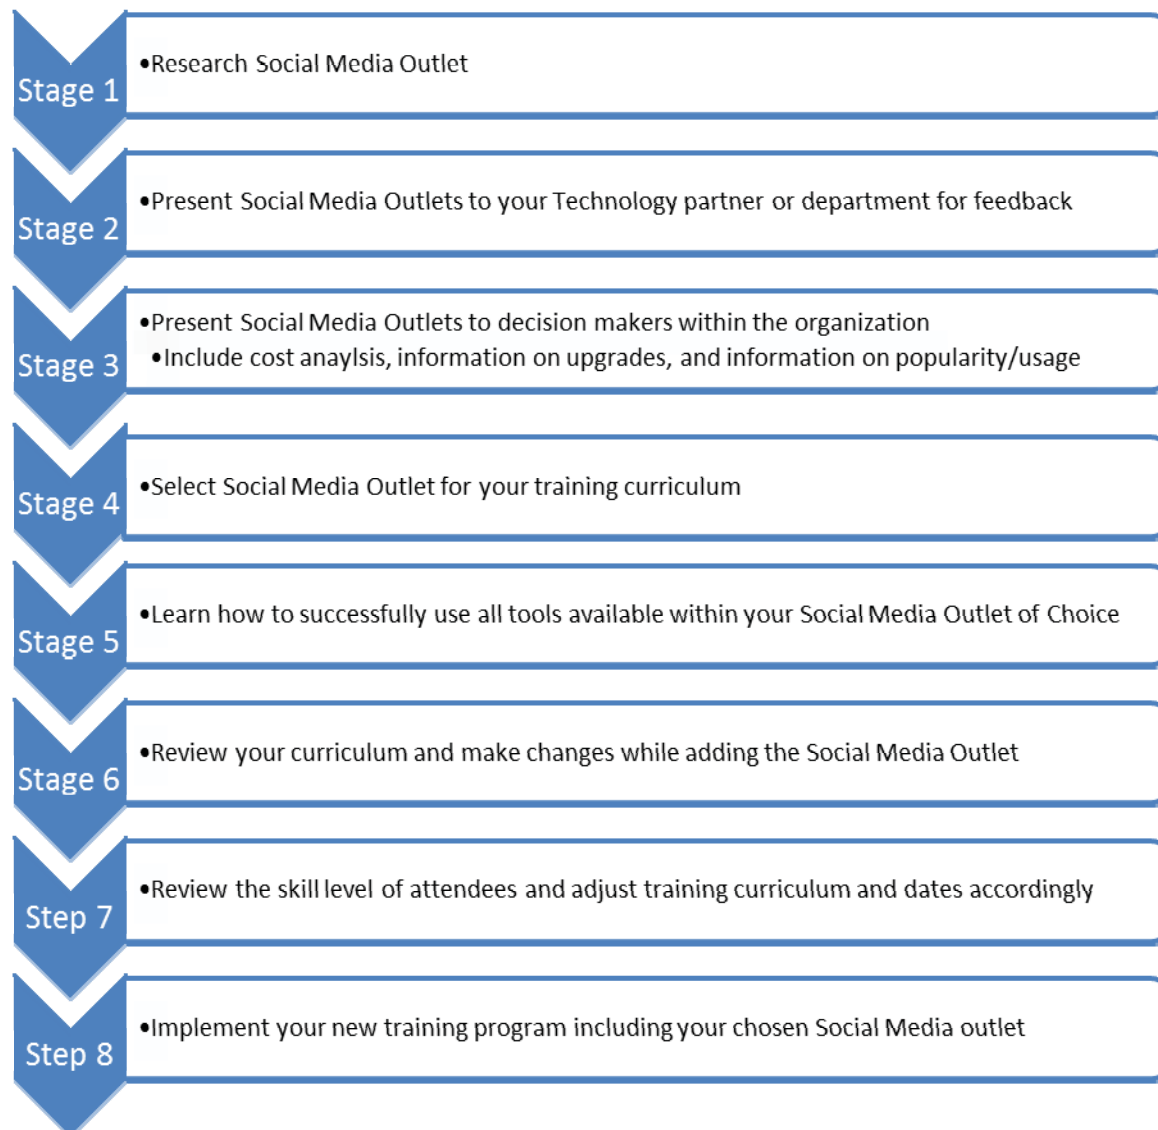 Stage 1
•Research Social Media Outlet
Stage 2
•Present Social Media Outlets to your Technology partner or department for feedback
Stage 3
•Present Social Media Outlets to decision makers within the organization
•Include cost anaylsis, information on upgrades, and information on popularity/usage
Stage 4
•Select Social Media Outlet for your training curriculum
Stage 5
•Learn how to successfully use all tools available within your Social Media Outlet of Choice
Stage 6
•Review your curriculum and make changes while adding the Social Media Outlet
Step 7
•Review the skill level of attendees and adjust training curriculum and dates accordingly
Step 8
•Implement your new training program including your chosen Social Media outlet